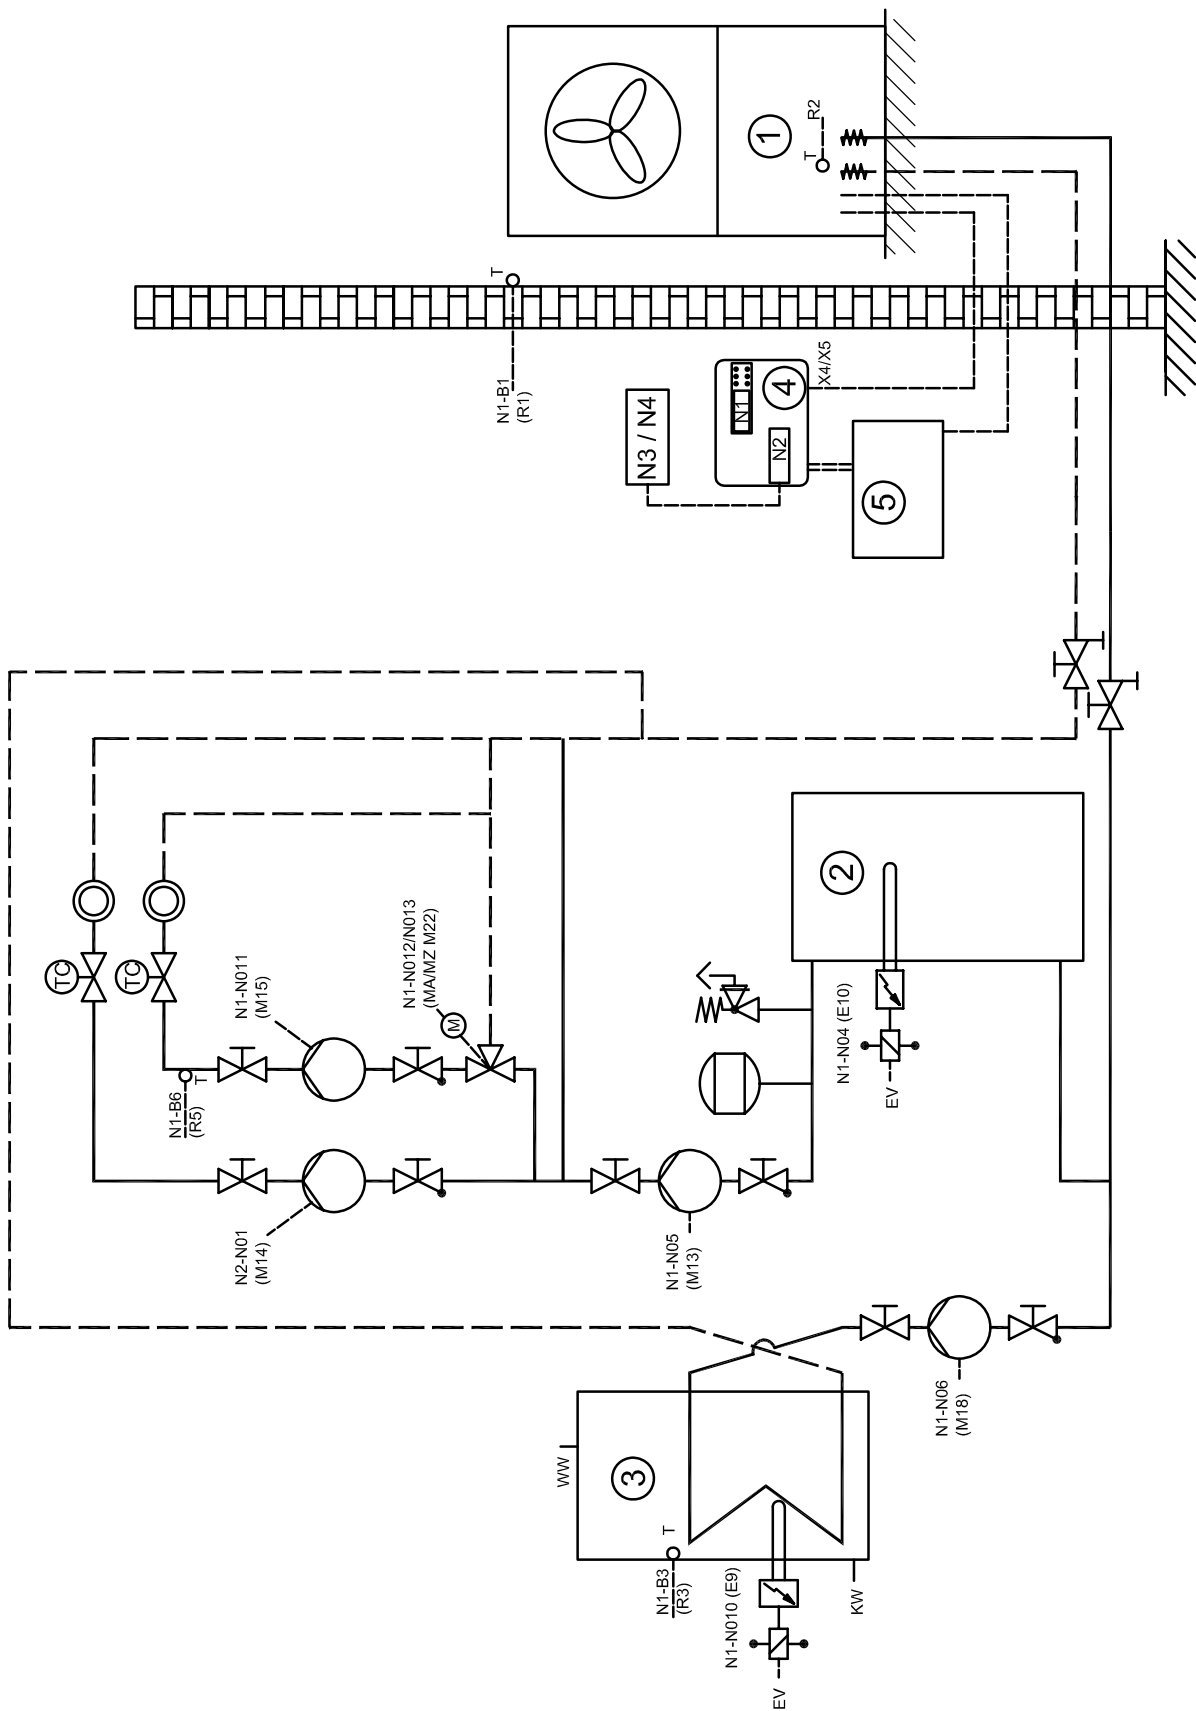 WW
3
N1-B3
(R3)
T
N1-N010 (E9)
EV
KW
N1-N06
(M18)
N2-N01
(M14)
N1-B6
(R5)
T
N1-N011
(M15)
TC
TC
N1-N012/N013
(MA/MZ M22)
M
N1-N05
(M13)
2
N1-N04 (E10)
EV
N1-B1
(R1)
T
N3 / N4
N1
N2
4
X4/X5
5
1
T
R2